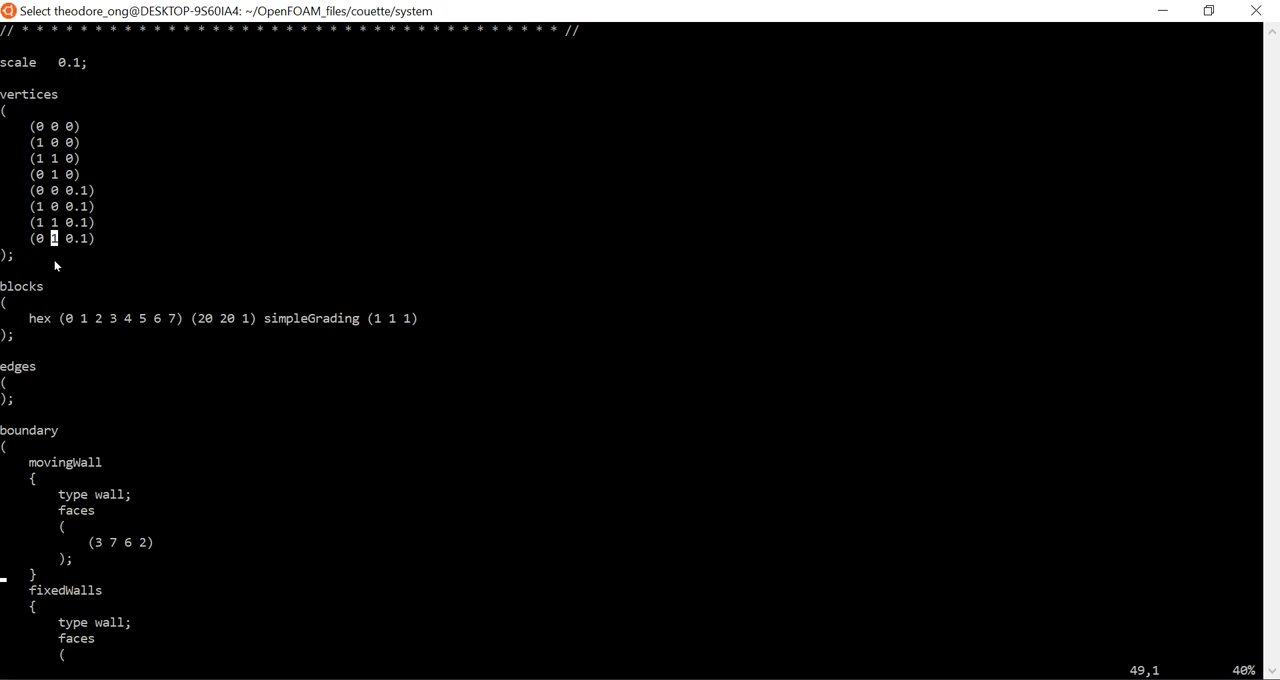 Select theodore_ong@DESKTOP-9S60IA4: ~/OpenFOAM_files/couette/system
// * * * * * * * * * * * * * * * * * * * * * * * * * * * * * * * * * * * * * //
scale   0.1;
vertices
(
    (0 0 0)
    (1 0 0)
    (1 1 0)
    (0 1 0)
    (0 0 0.1)
    (1 0 0.1)
    (1 1 0.1)
    (0 1 0.1)
);
blocks
(
    hex (0 1 2 3 4 5 6 7) (20 20 1) simpleGrading (1 1 1)
);
edges
(
);
boundary
(
    movingWall
    {
        type wall;
        faces
        (
            (3 7 6 2)
        );
    }
    fixedWalls
    {
        type wall;
        faces
        (
49,1 40%